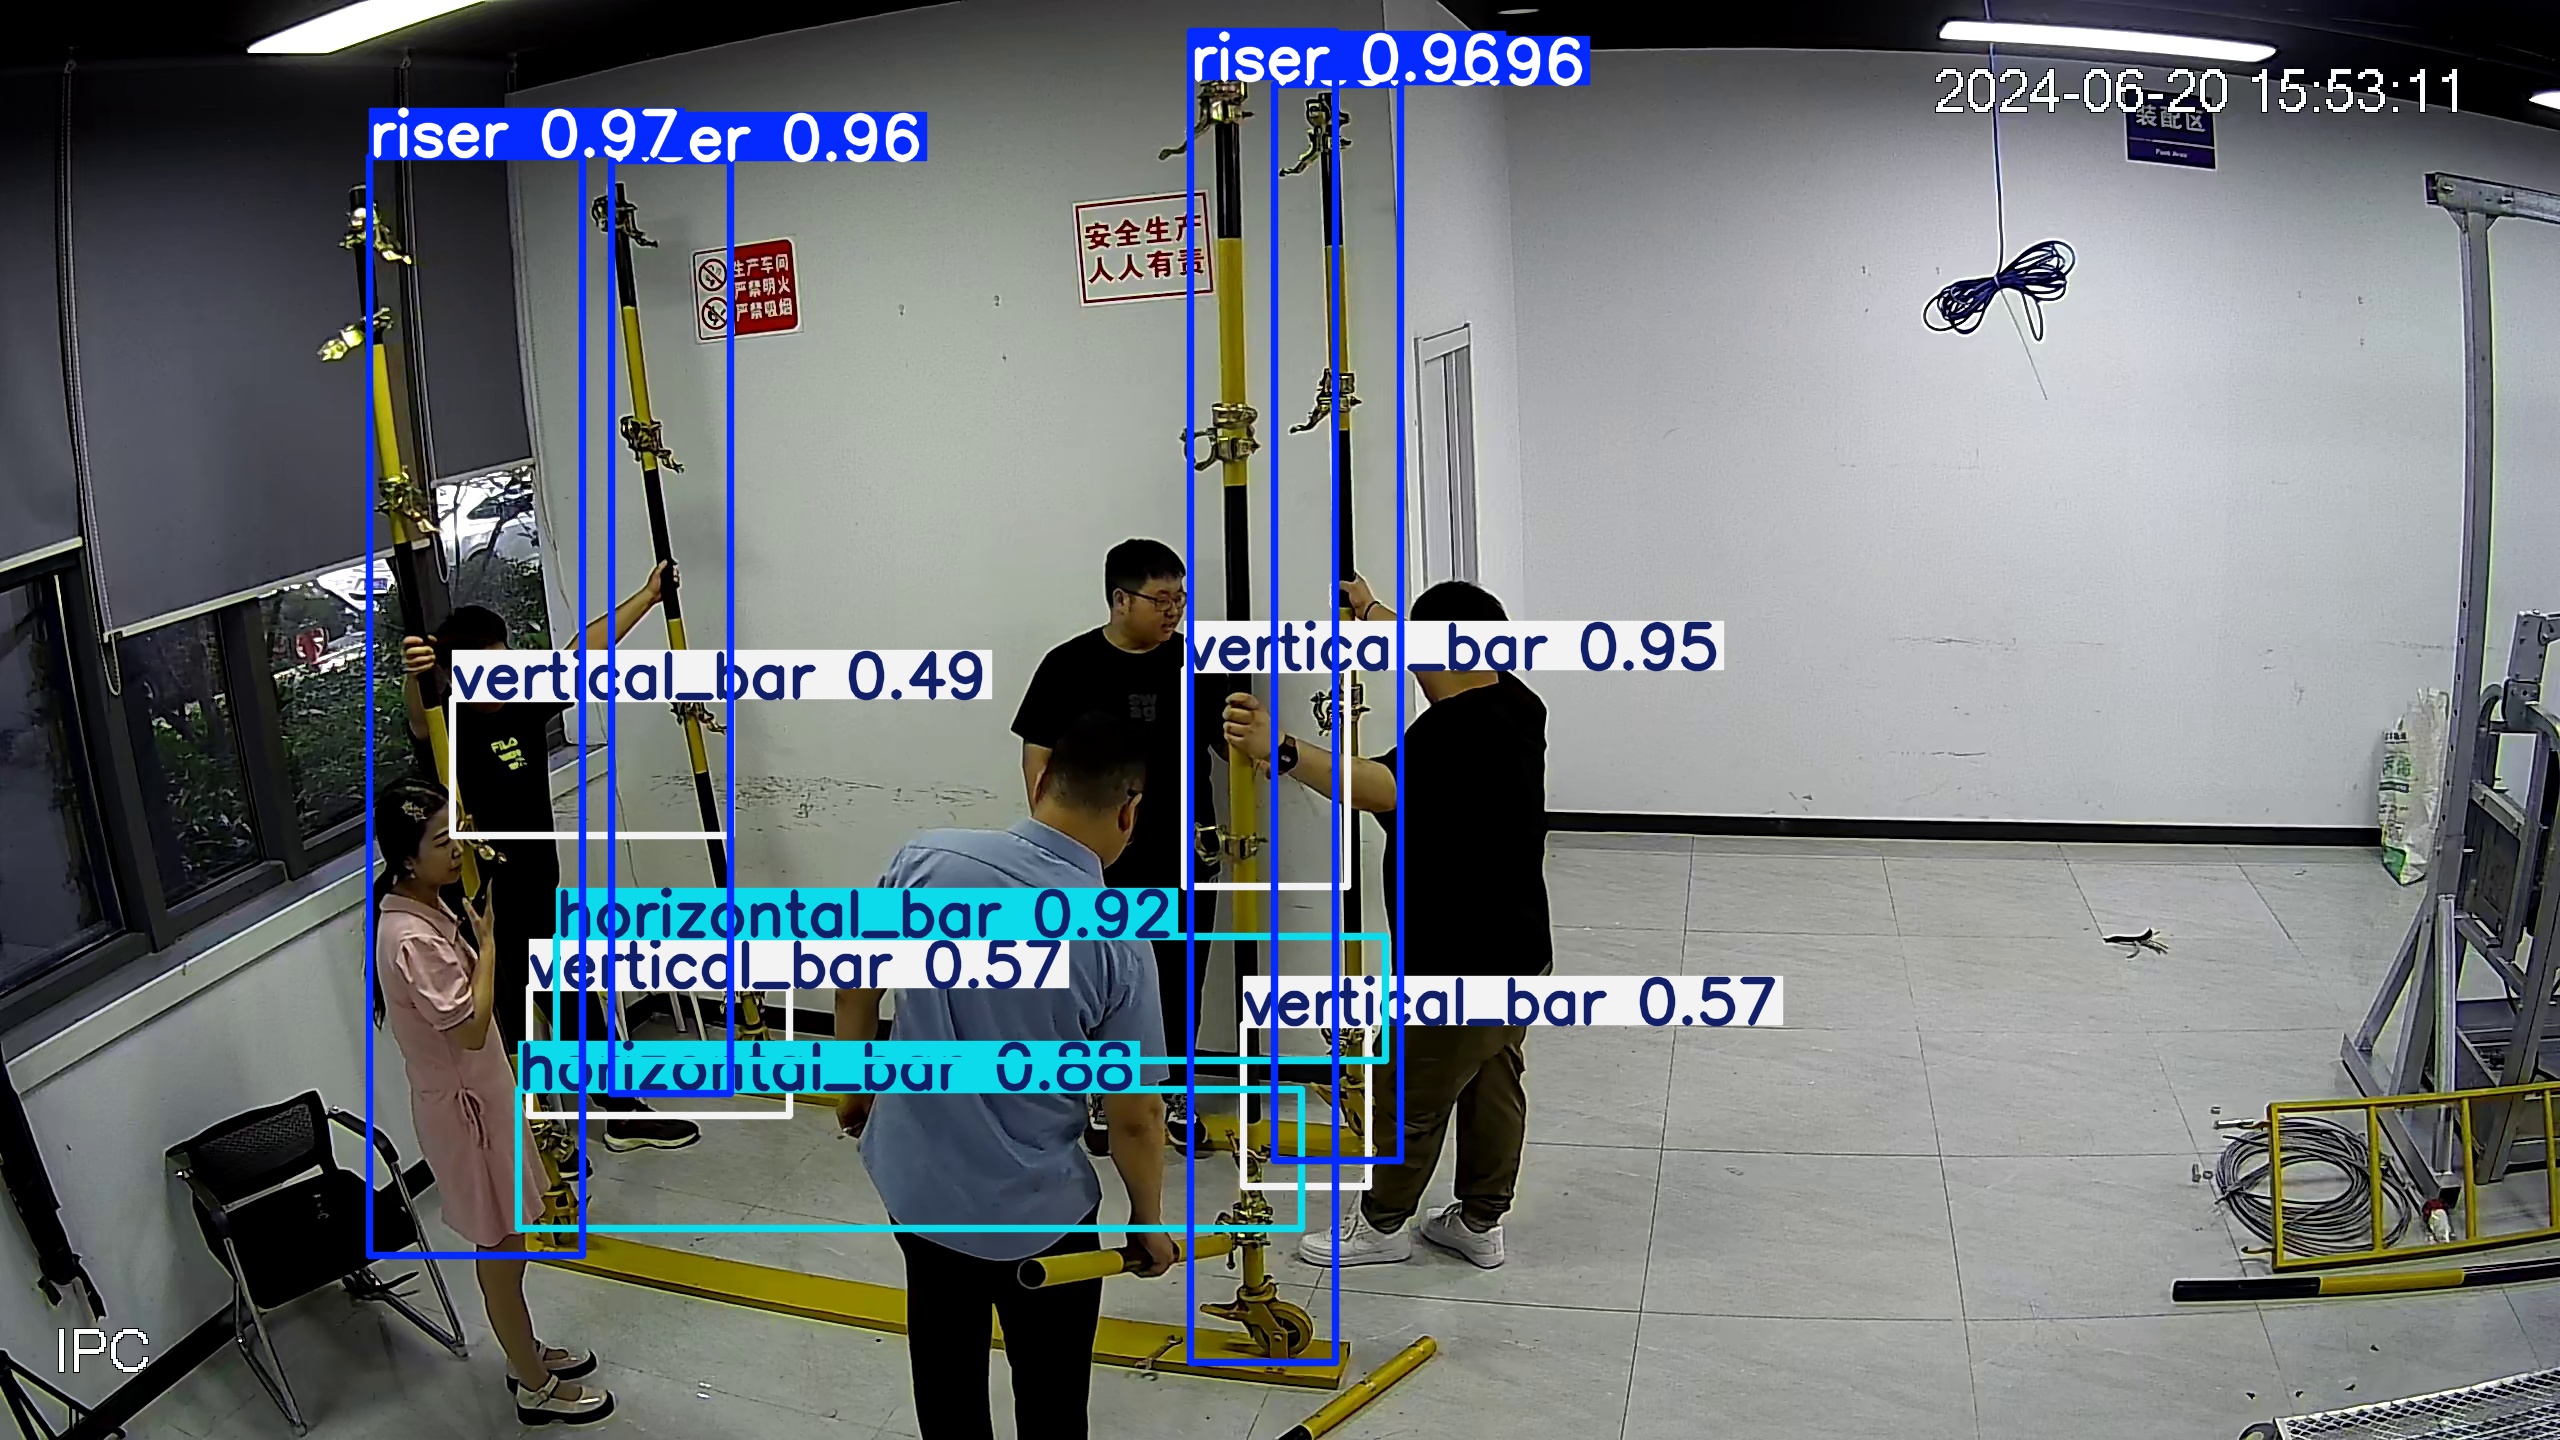 riser 0.96
96
2024-06-20 15:53:11
装配区
riser 0.97
er 0.96
安全生产
人人有责
生产车间
严禁明火
严禁吸烟
vertical_bar 0.95
vertical_bar 0.49
FILA
horizontal_bar 0.92
vertical_bar 0.57
vertical_bar 0.57
horizontal_bar 0.88
IPC